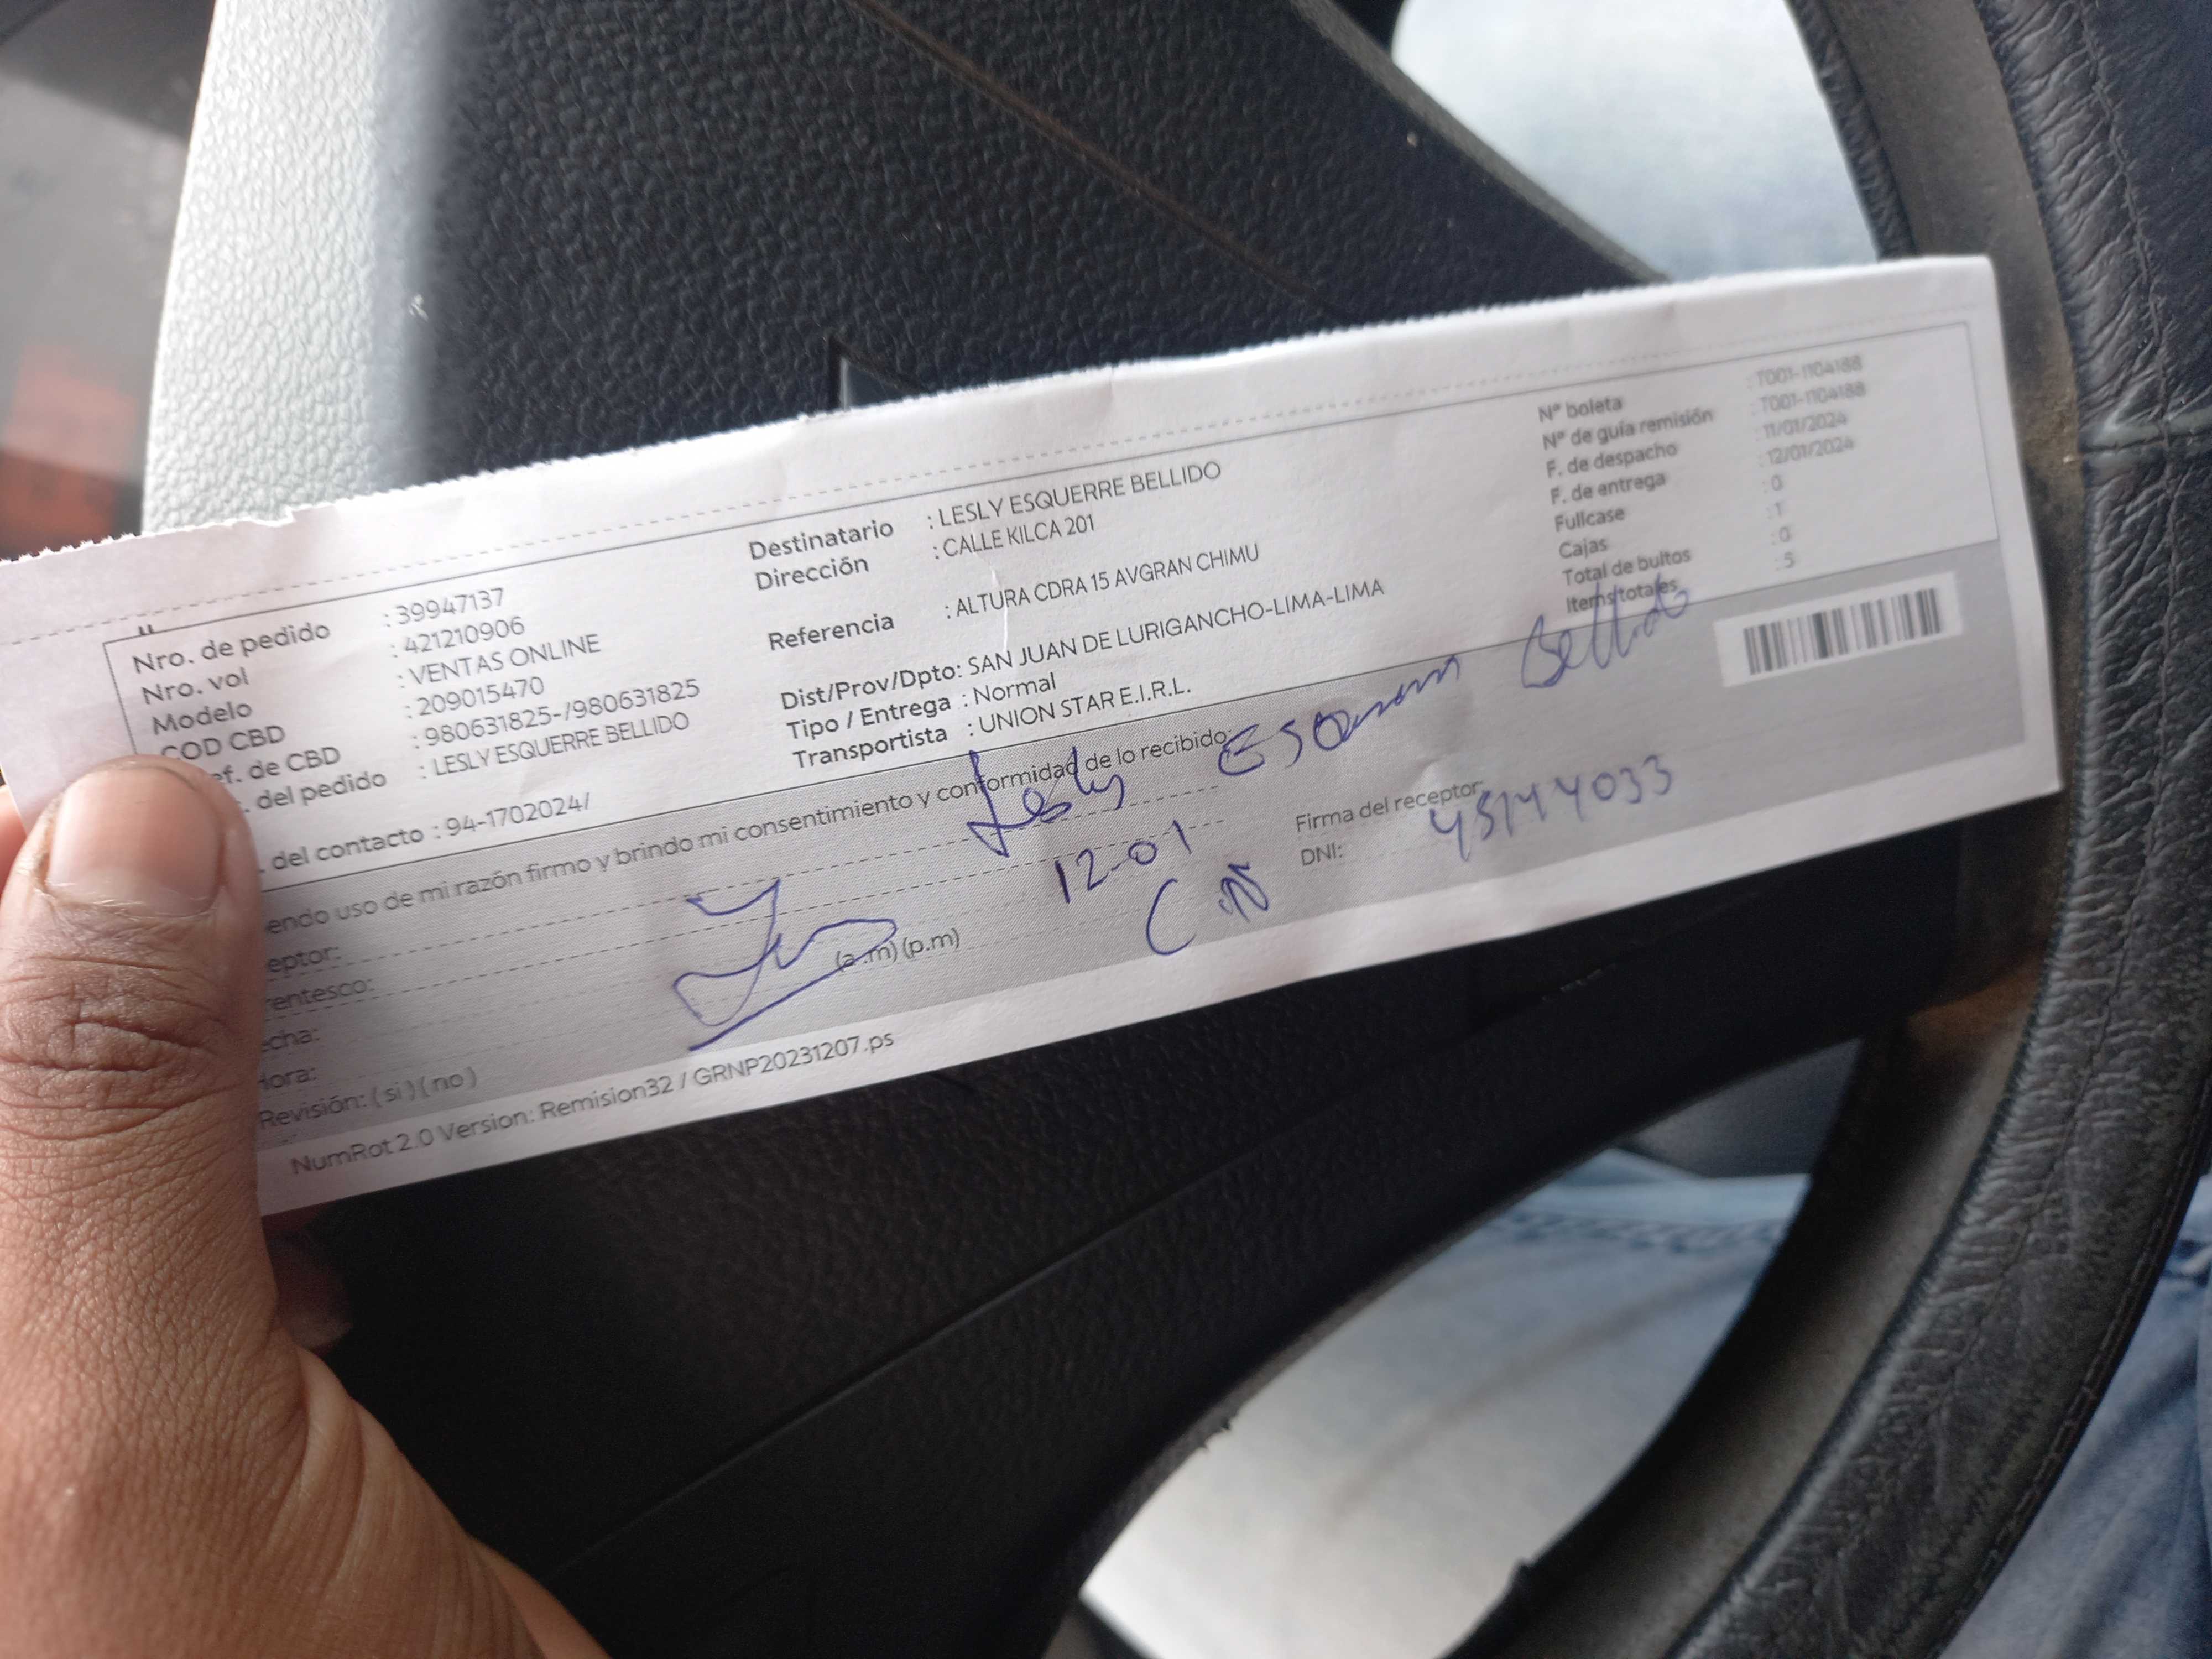 Nro. de pedido : 39947137
Nro. vol : 421210906
Modelo : VENTAS ONLINE
COD CBD : 209015470
ef. de CBD : 980631825-/980631825
. del pedido : LESLY ESQUERRE BELLIDO
. del contacto : 94-1702024/
Destinatario : LESLY ESQUERRE BELLIDO
Dirección : CALLE KILCA 201
Referencia : ALTURA CDRA 15 AVGRAN CHIMU
Dist/Prov/Dpto: SAN JUAN DE LURIGANCHO-LIMA-LIMA
Tipo / Entrega : Normal
Transportista : UNION STAR E.I.R.L.
N° boleta : T001-1104188
N° de guía remisión : T001-1104188
F. de despacho : 11/01/2024
F. de entrega : 12/01/2024
Fullcase : 0
Cajas : 1
Total de bultos : 0
Items totales : 5
endo uso de mi razón firmo y brindo mi consentimiento y conformidad de lo recibido:
eptor: Lesly Bellido
rentesco:
echa: 12-01
Hora: (a .m) (p.m)
Revisión: ( si ) ( no )
Firma del receptor:
DNI: 45144033
NumRot 2.0 Version: Remision32 / GRNP20231207.ps